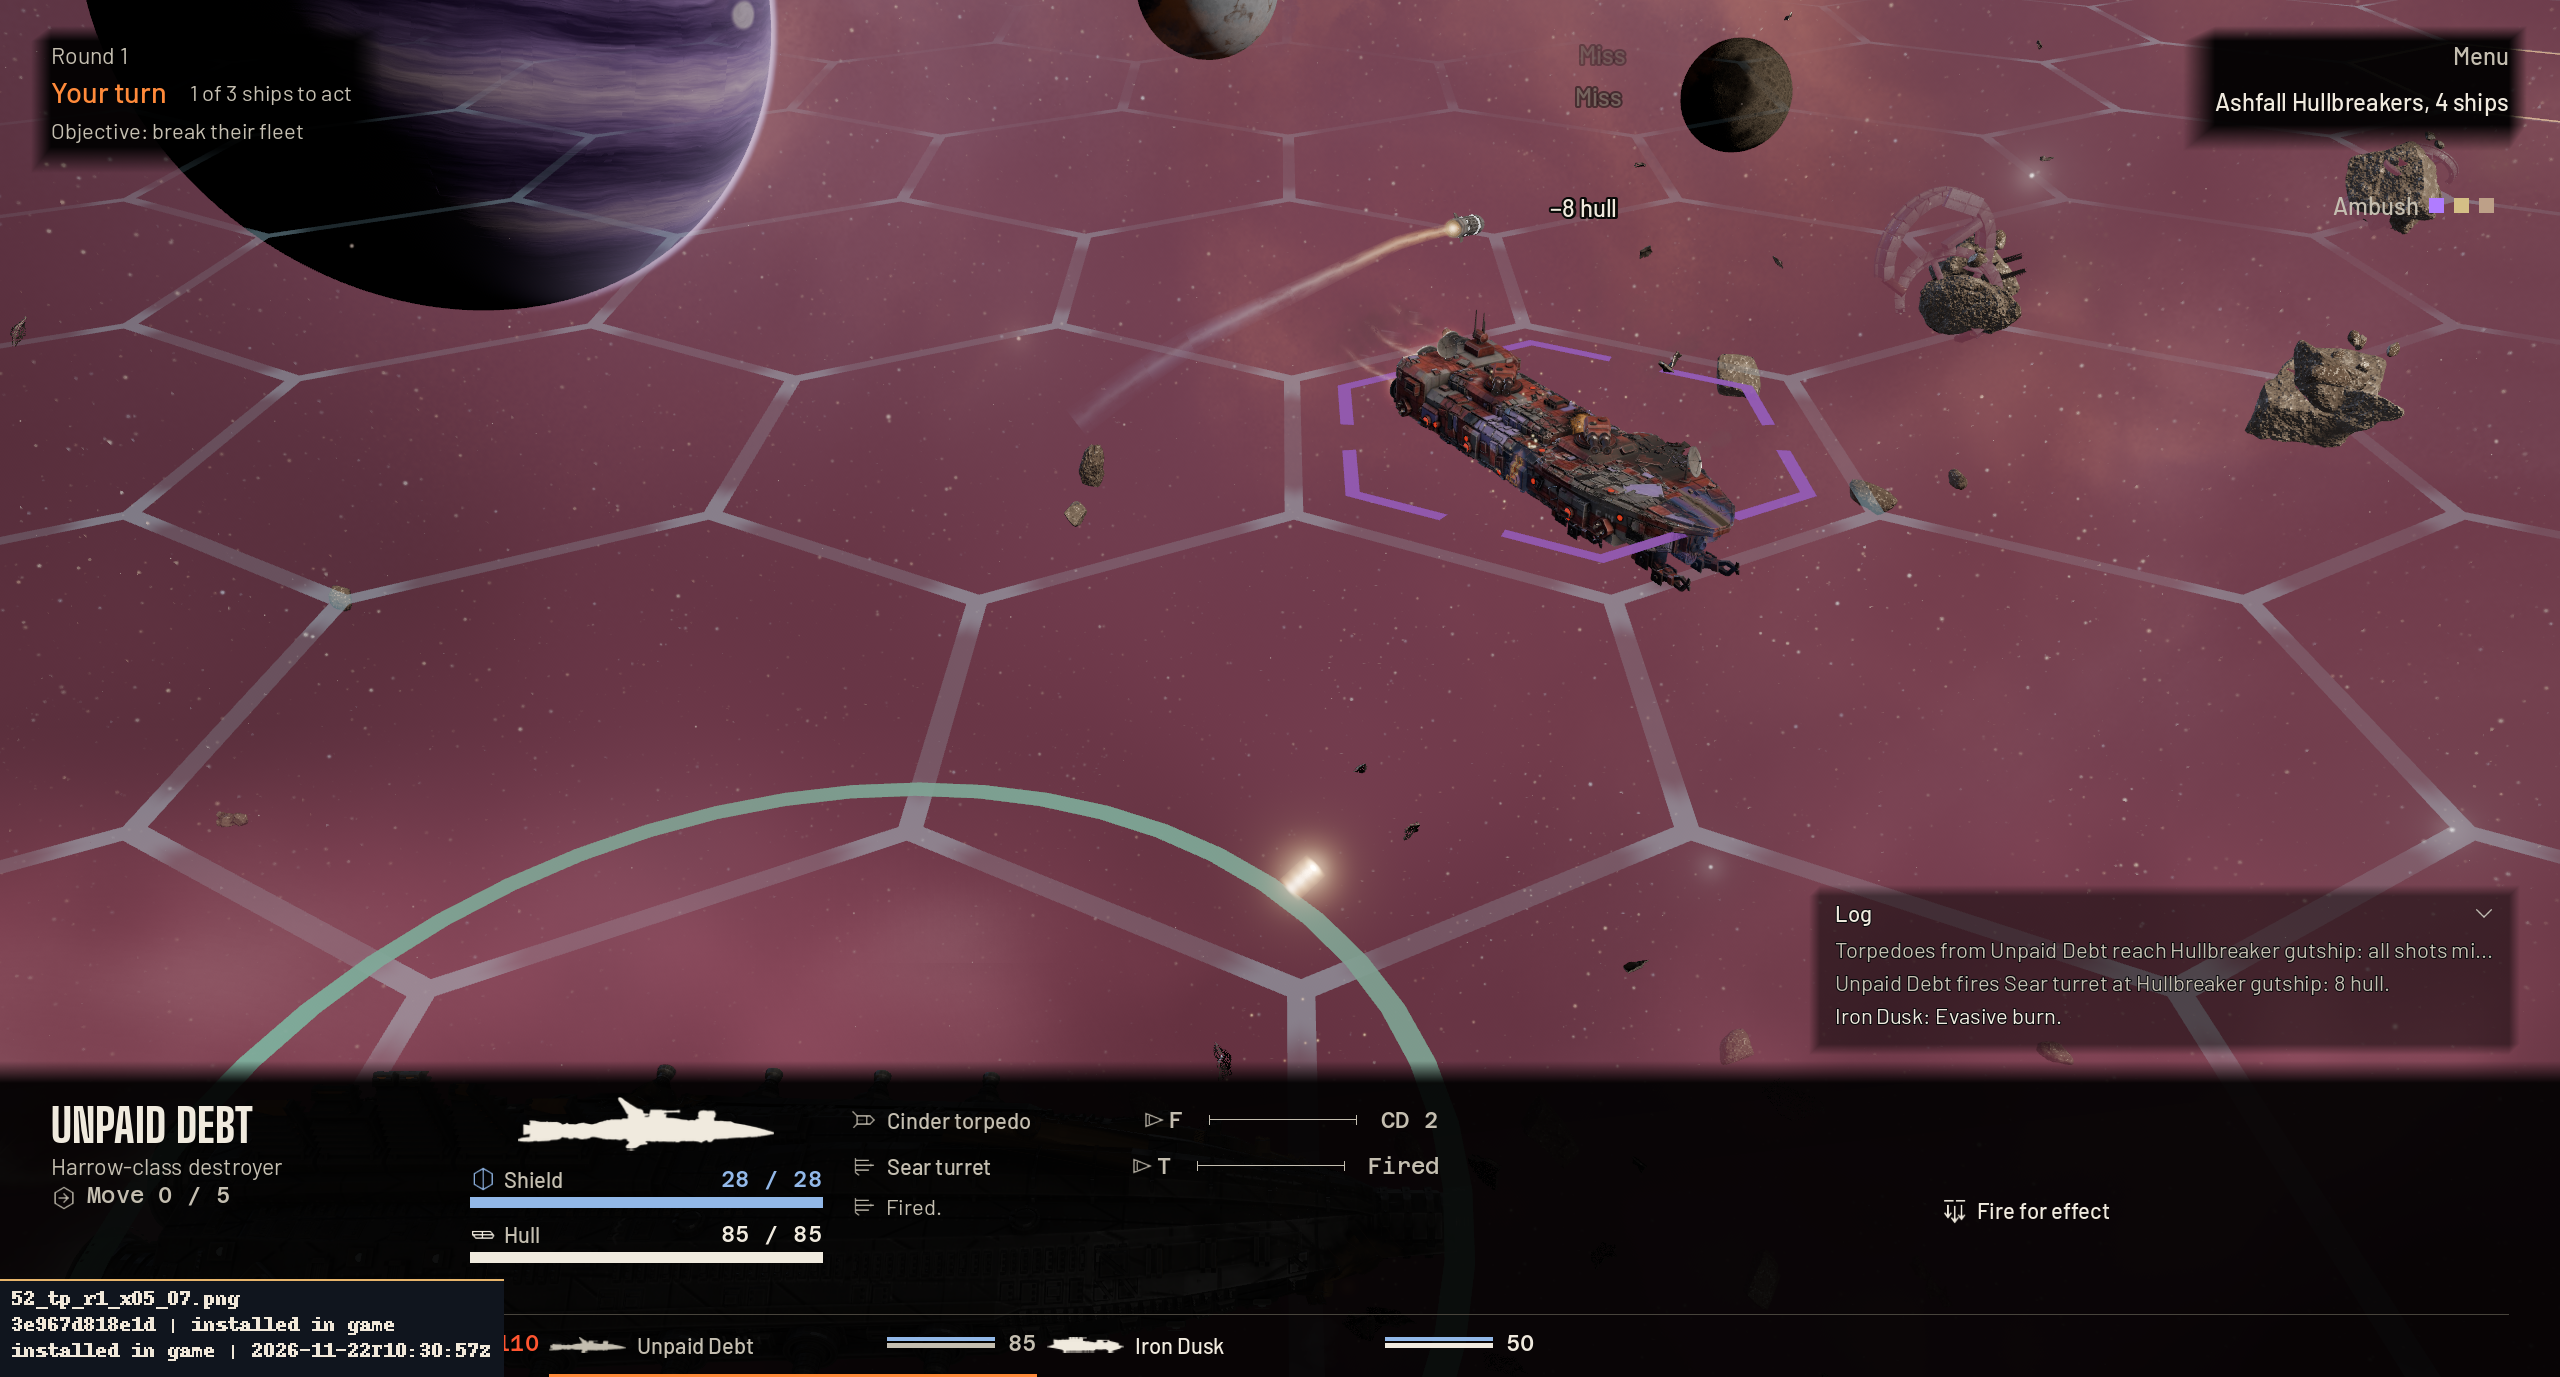 Round 1
Your turn 1 of 3 ships to act
Objective: break their fleet
Miss
Miss
Menu
Ashfall Hullbreakers, 4 ships
-8 hull
Ambush
Log
Torpedoes from Unpaid Debt reach Hullbreaker gutship: all shots mi...
Unpaid Debt fires Sear turret at Hullbreaker gutship: 8 hull.
Iron Dusk: Evasive burn.
UNPAID DEBT
Harrow-class destroyer
Move 0 / 5
Shield 28 / 28
Hull 85 / 85
Cinder torpedo F CD 2
Sear turret T Fired
Fired.
Fire for effect
52_tp_r1_x05_07.png
3e967d818e1d | installed in game
installed in game | 2026-11-22T10:30:57Z
110 Unpaid Debt 85 Iron Dusk 50